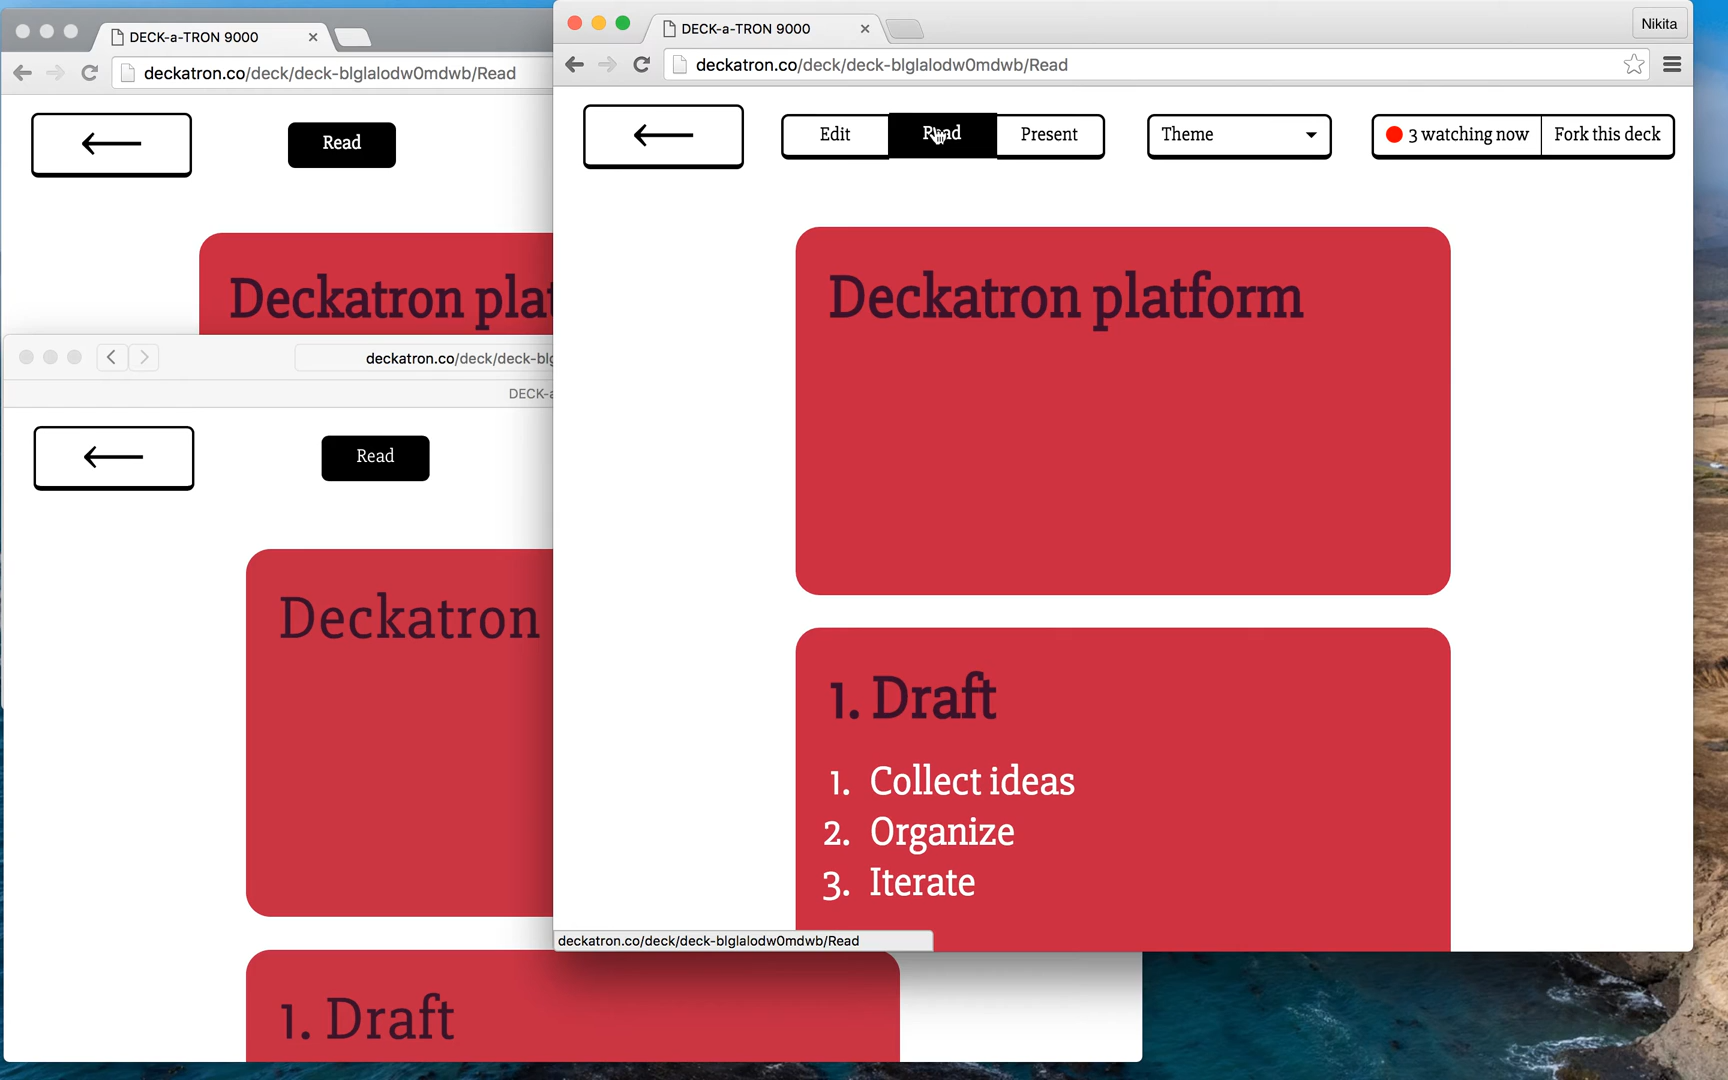 DECK-a-TRON 9000
deckatron.co/deck/deck-blglalodw0mdwb/Read
Read
Deckatron plat
deckatron.co/deck/deck-blg
DECK-a
Read
Deckatron
1. Draft
DECK-a-TRON 9000
Nikita
deckatron.co/deck/deck-blglalodw0mdwb/Read
Edit
Read
Present
Theme
3 watching now
Fork this deck
Deckatron platform
1. Draft
1. Collect ideas
2. Organize
3. Iterate
deckatron.co/deck/deck-blglalodw0mdwb/Read